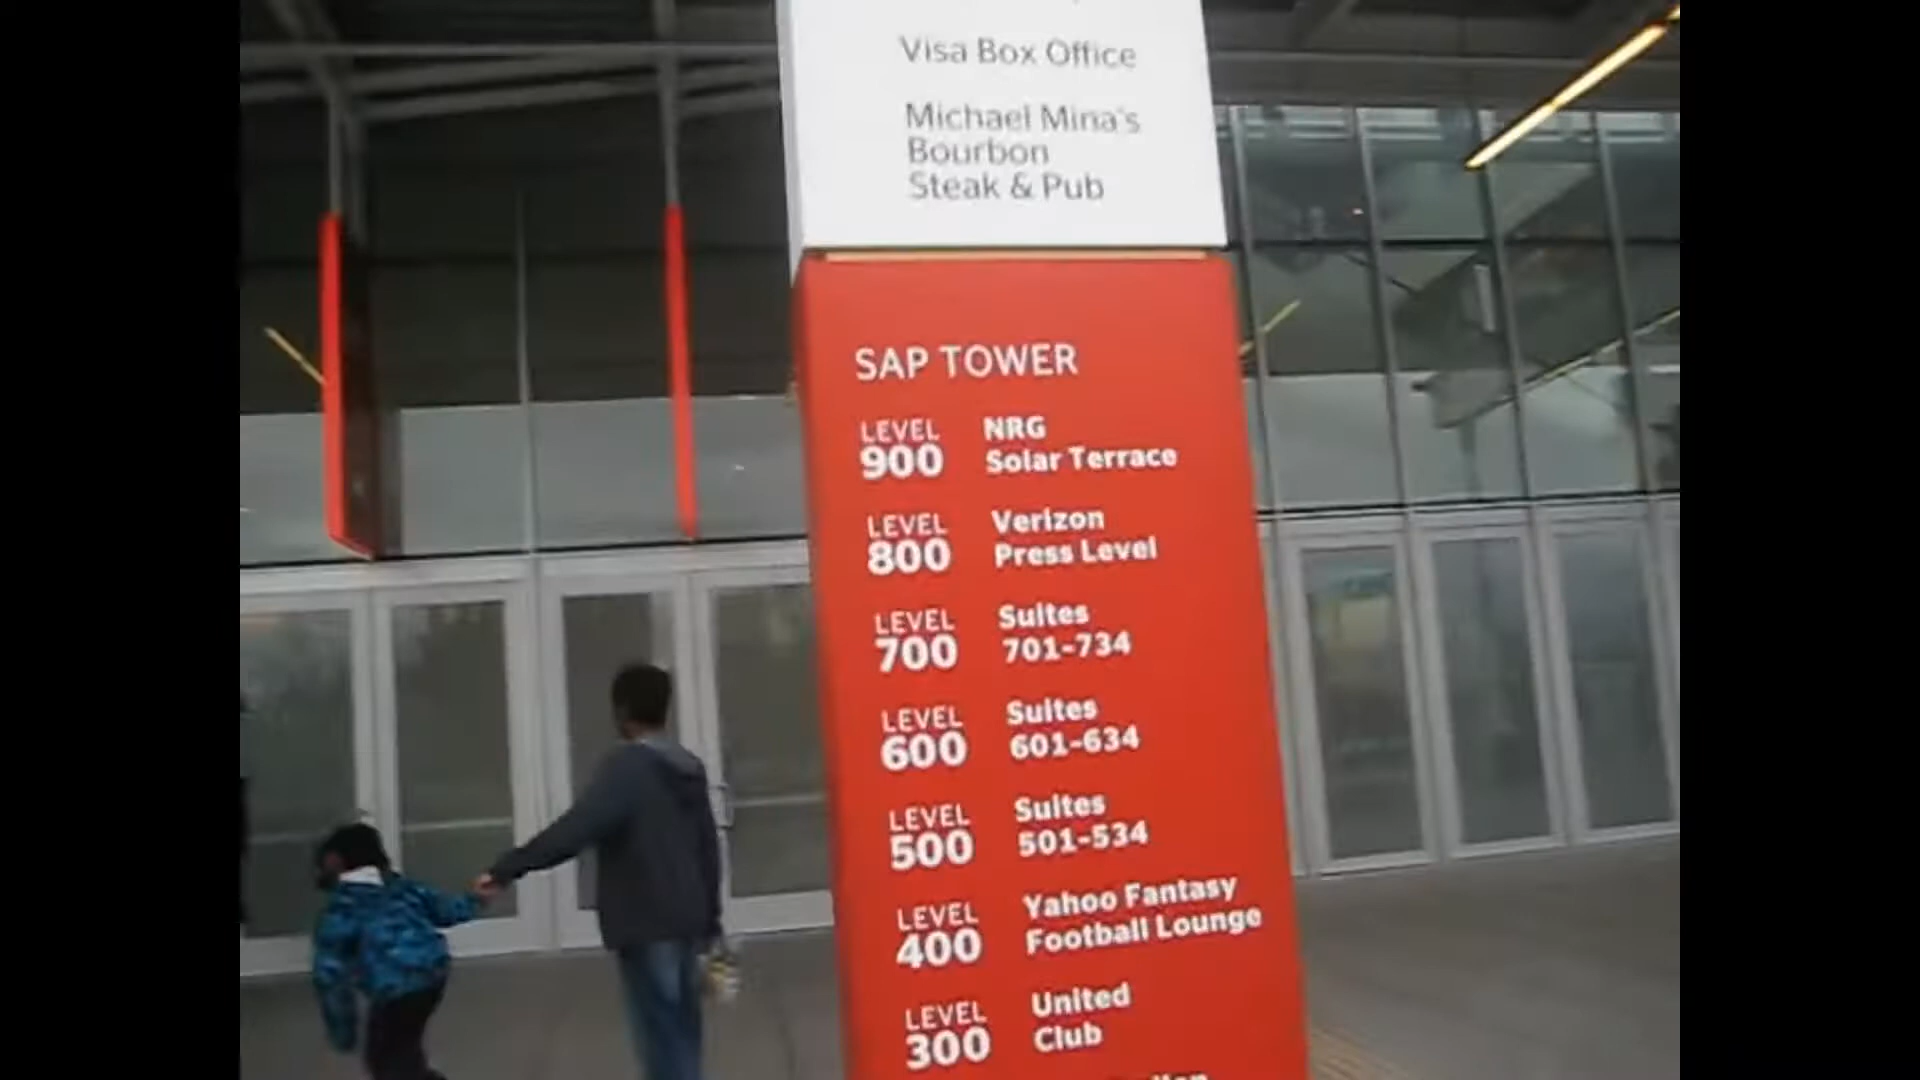 Visa Box Office
Michael Mina's
Bourbon
Steak & Pub
SAP TOWER
LEVEL 900 NRG Solar Terrace
LEVEL 800 Verizon Press Level
LEVEL 700 Suites 701-734
LEVEL 600 Suites 601-634
LEVEL 500 Suites 501-534
LEVEL 400 Yahoo Fantasy Football Lounge
LEVEL 300 United Club